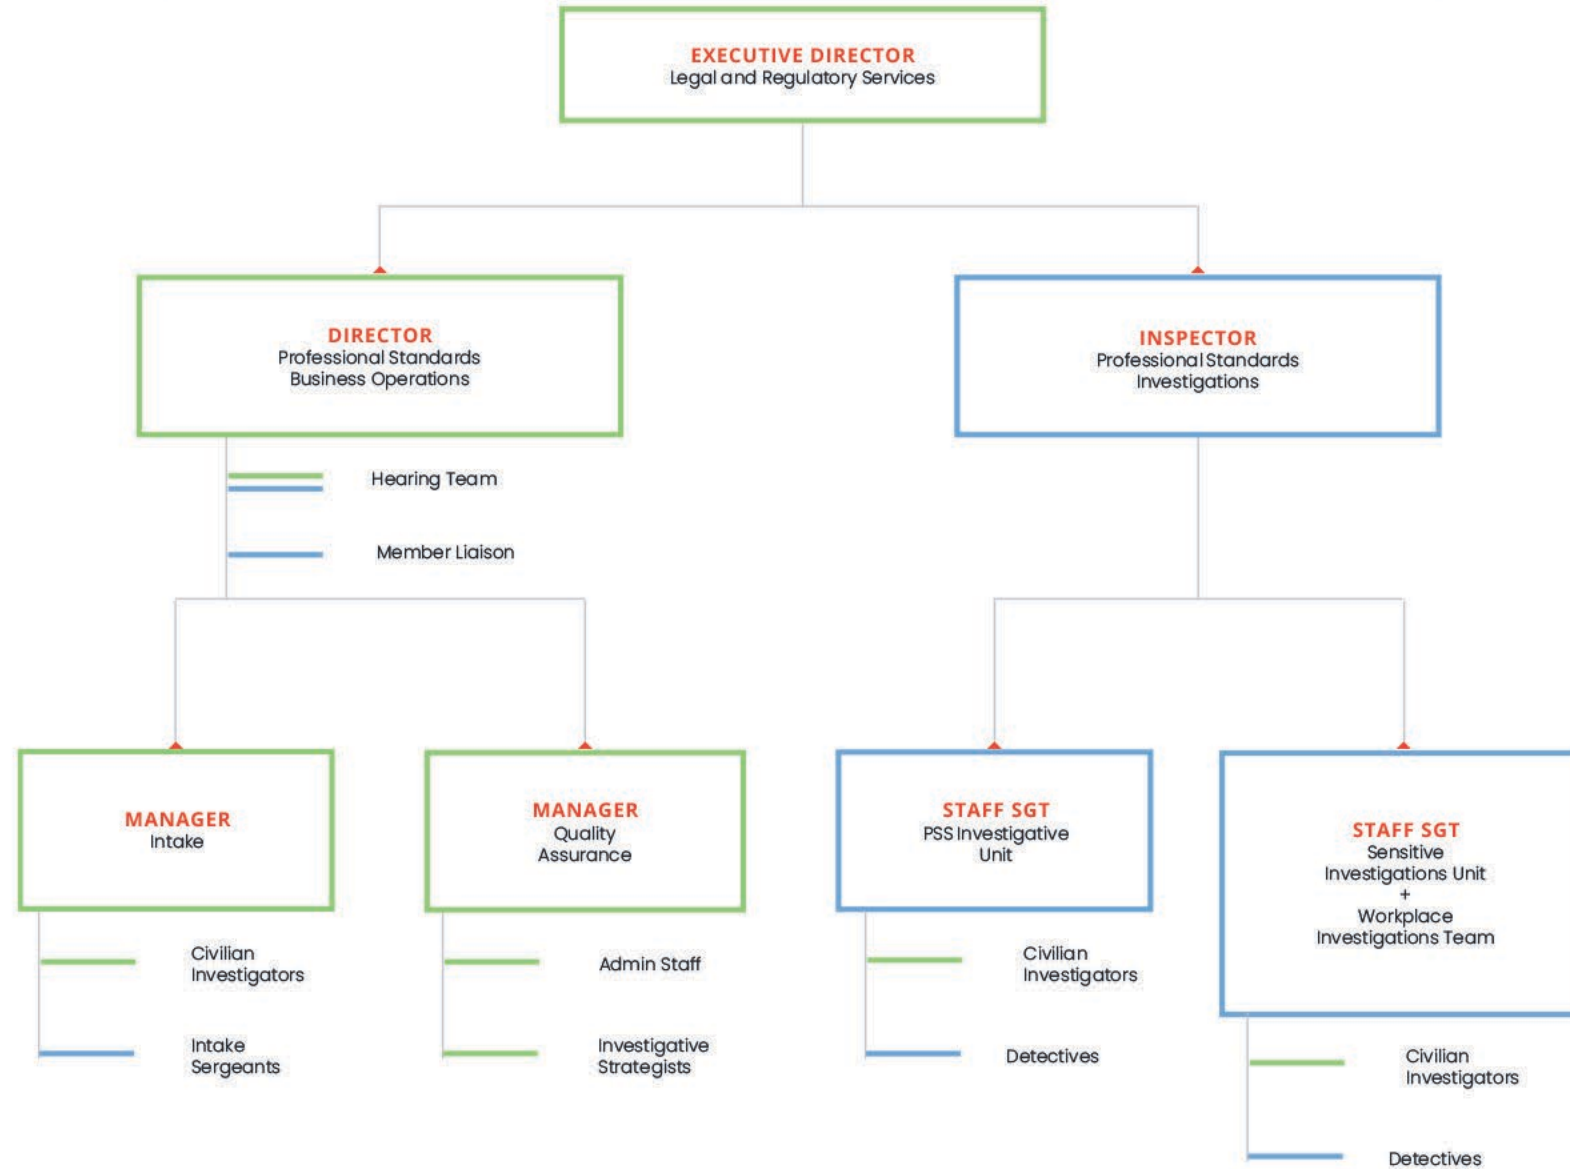 EXECUTIVE DIRECTOR
Legal and Regulatory Services
DIRECTOR
Professional Standards
Business Operations
INSPECTOR
Professional Standards
Investigations
Hearing Team
Member Liaison
MANAGER
Intake
MANAGER
Quality
Assurance
STAFF SGT
PSS Investigative
Unit
STAFF SGT
Sensitive
Investigations Unit
+
Workplace
Investigations Team
Civilian
Investigators
Intake
Sergeants
Admin Staff
Investigative
Strategists
Civilian
Investigators
Detectives
Civilian
Investigators
Detectives